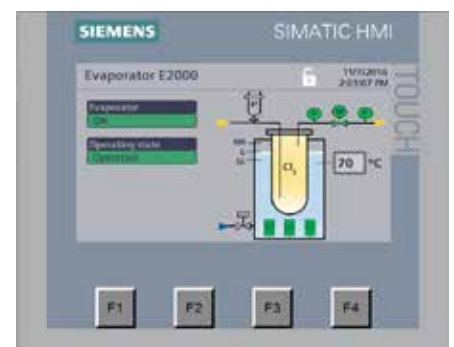 SIEMENS
SIMATIC HMI
TOUCH
Evaporator E2000
Evaporator
OK
Operating state
Operation
Cl₂
70 °C
F1 F2 F3 F4